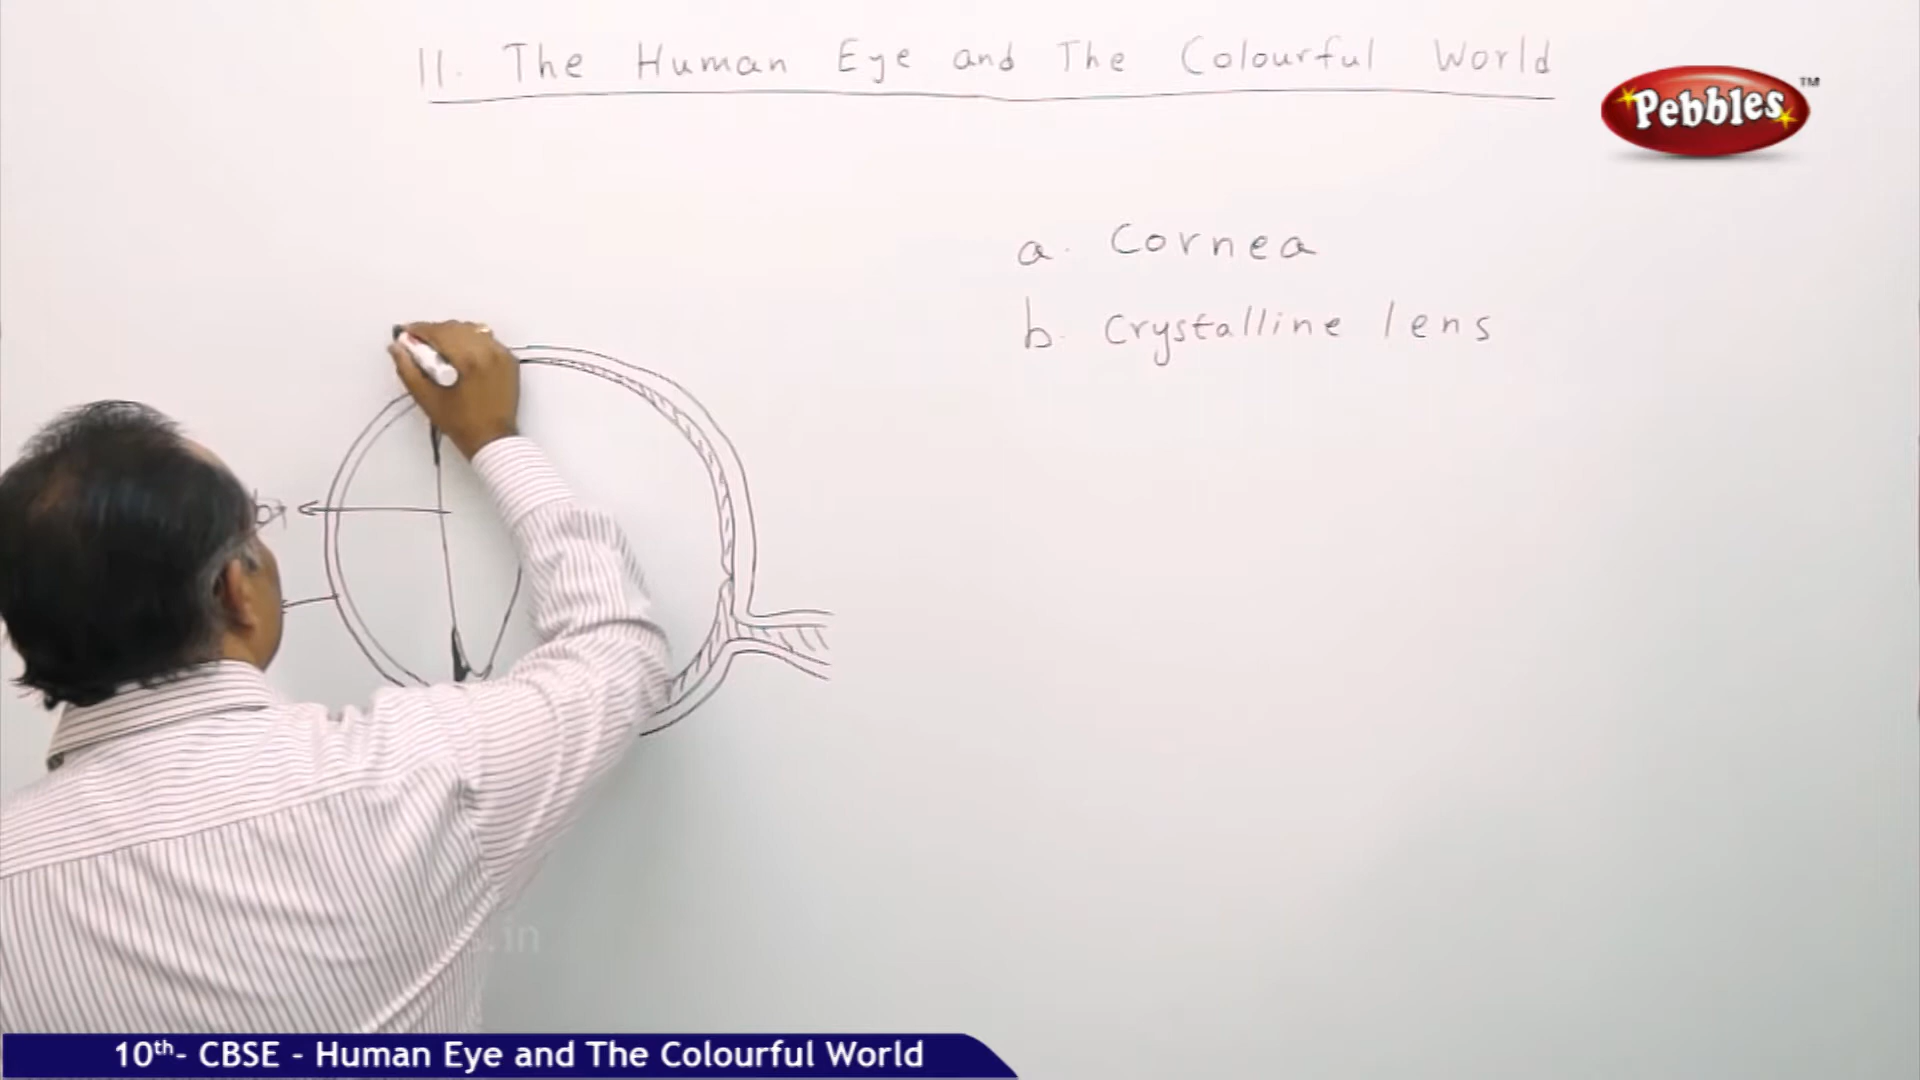 11. The Human Eye and The Colourful World
Pebbles™
a. Cornea
b. Crystalline lens
b
10th- CBSE - Human Eye and The Colourful World